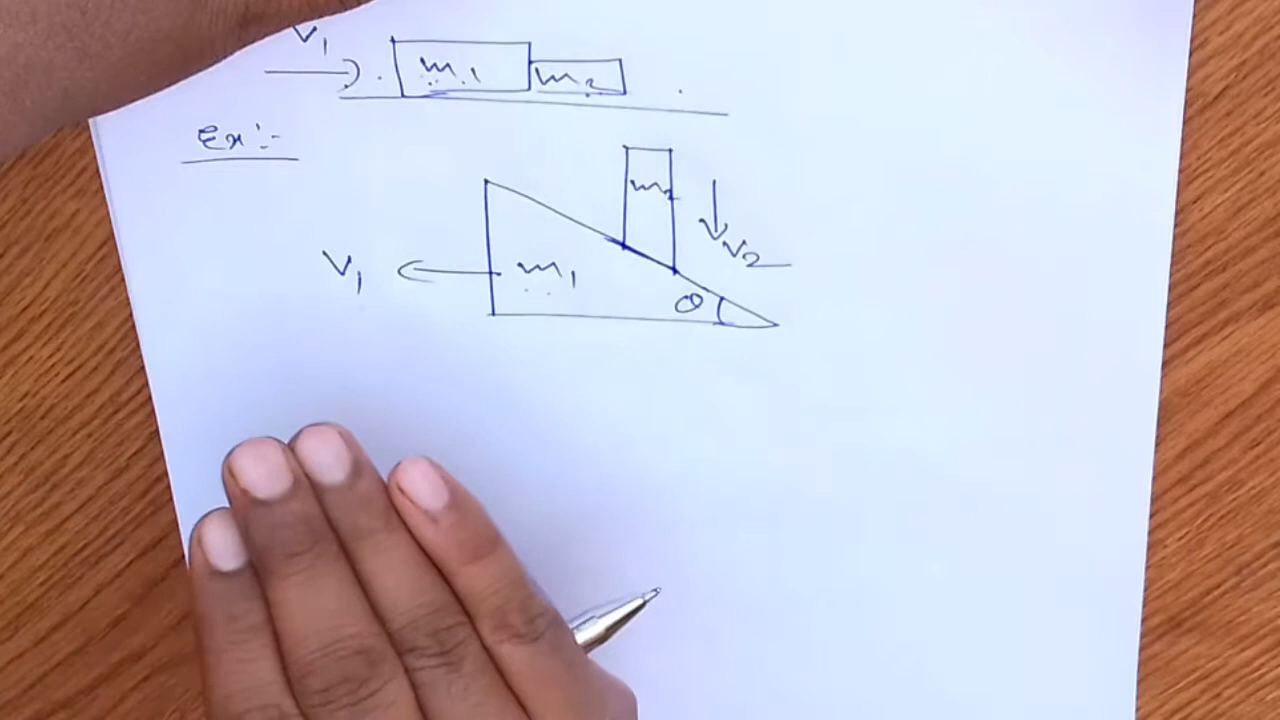 V₁
m₁ m₂
Ex :-
m₂
V₂
V₁ m₁
θ